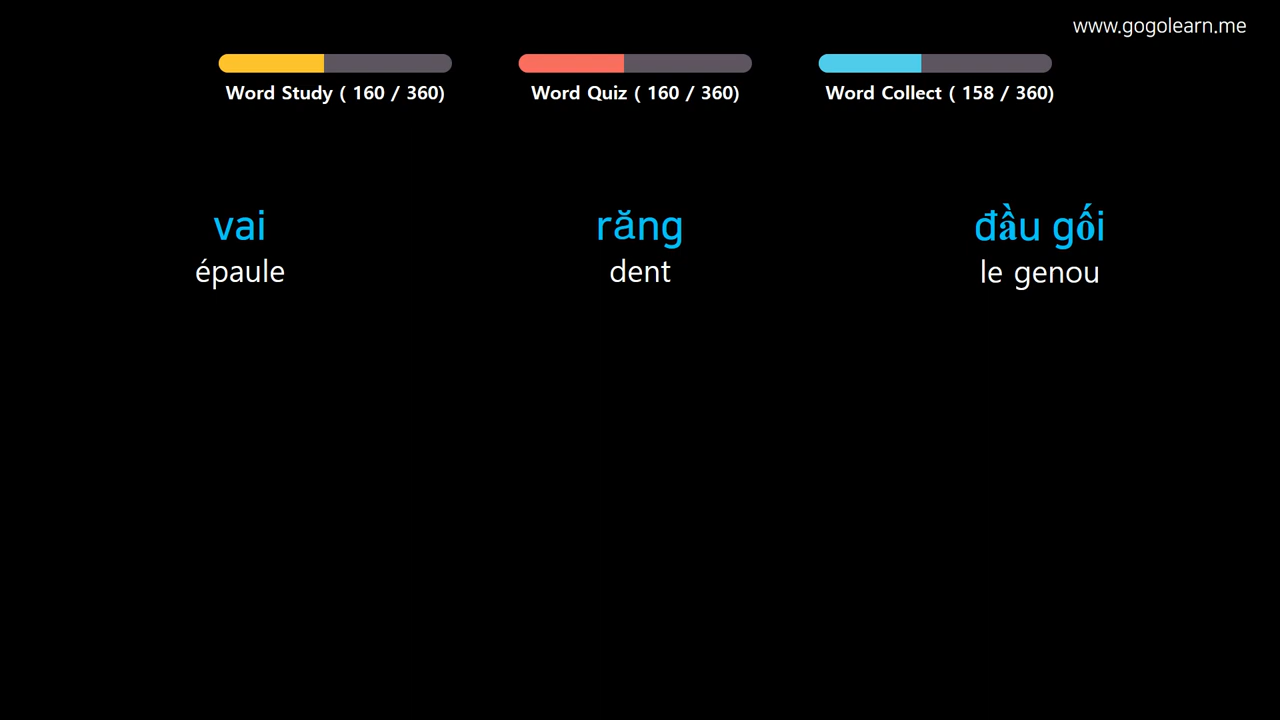 www.gogolearn.me
Word Study ( 160 / 360)
Word Quiz ( 160 / 360)
Word Collect ( 158 / 360)
vai
épaule
răng
dent
đầu gối
le genou